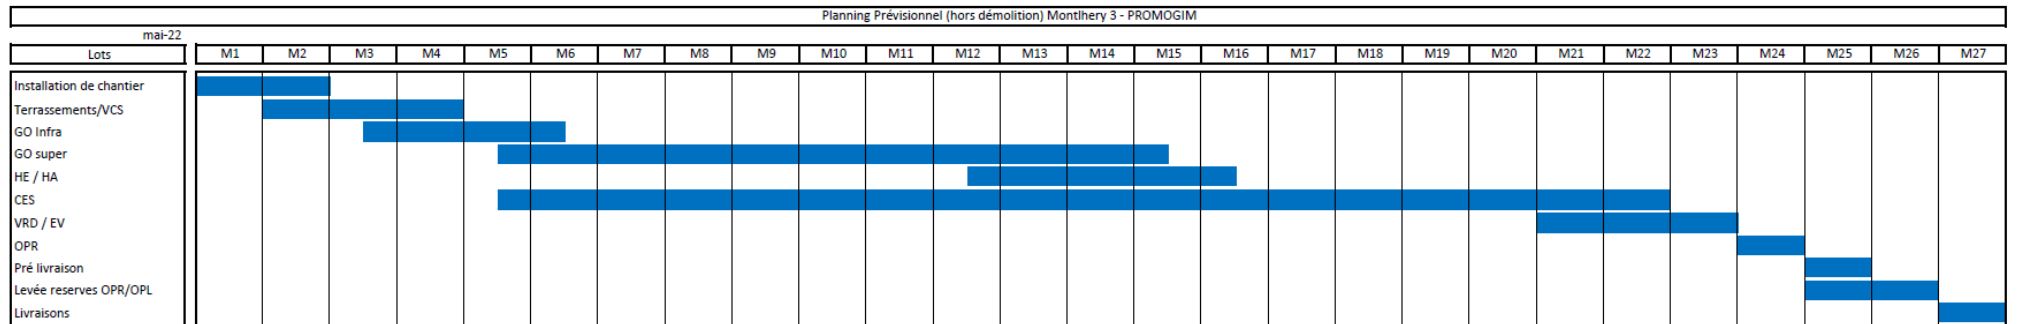 Planning Prévisionnel (hors démolition) Montlhery 3 - PROMOGIM
mai-22
Lots M1 M2 M3 M4 M5 M6 M7 M8 M9 M10 M11 M12 M13 M14 M15 M16 M17 M18 M19 M20 M21 M22 M23 M24 M25 M26 M27
Installation de chantier
Terrassements/VCS
GO Infra
GO super
HE / HA
CES
VRD / EV
OPR
Pré livraison
Levée reserves OPR/OPL
Livraisons